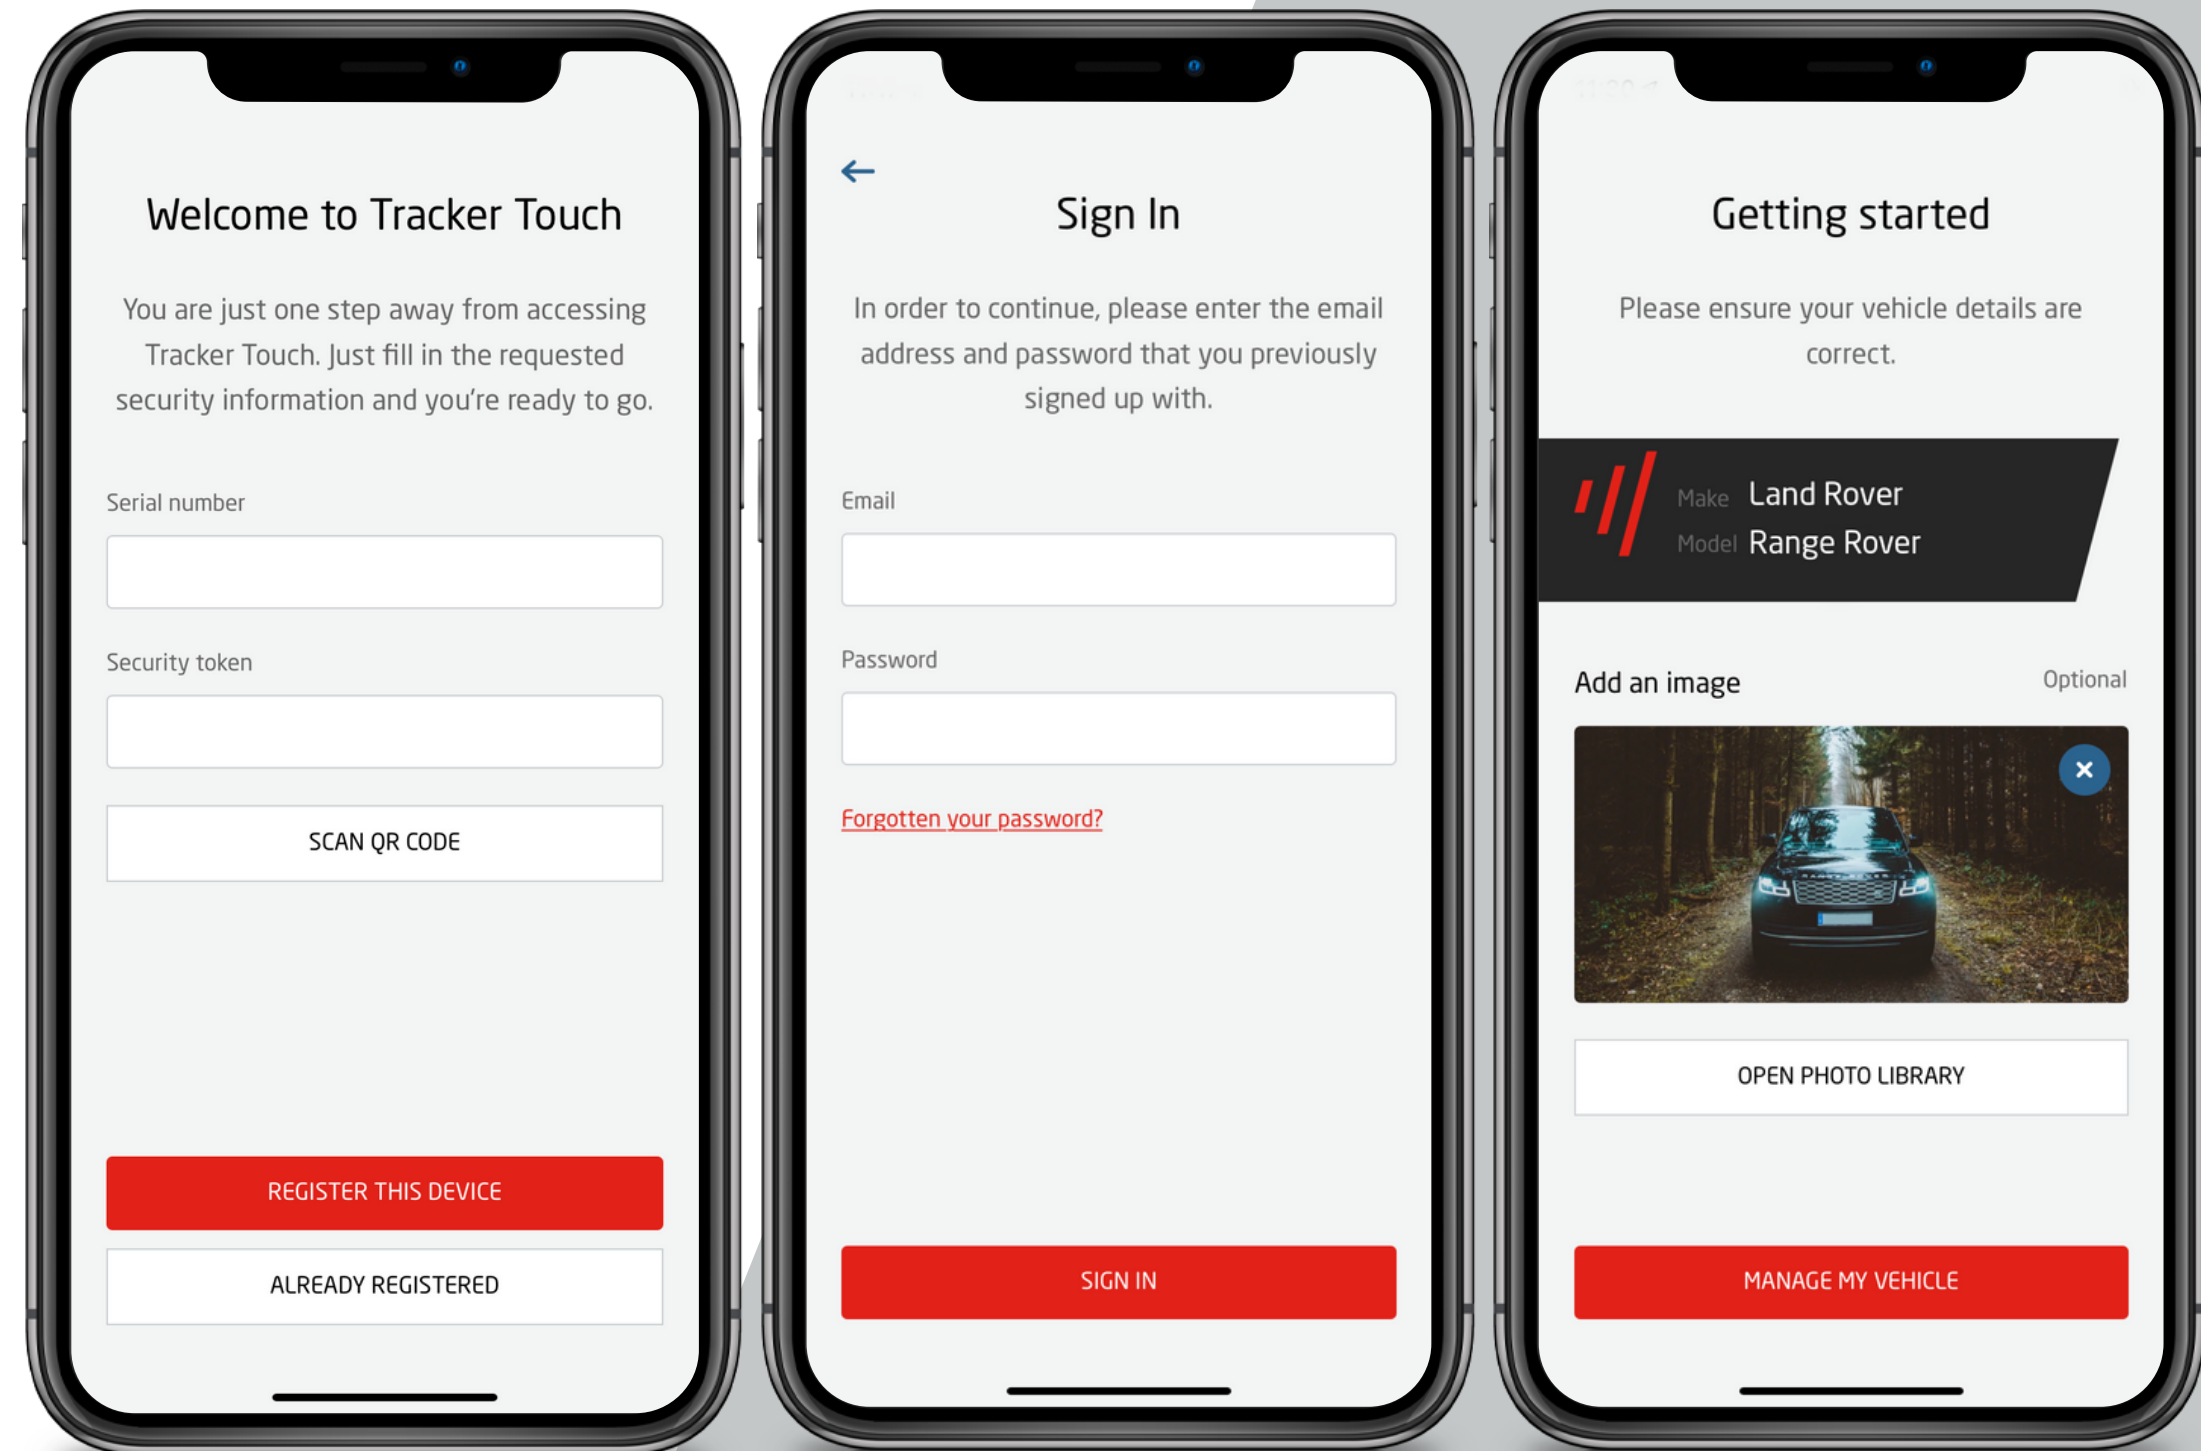 Welcome to Tracker Touch
You are just one step away from accessing
Tracker Touch. Just fill in the requested
security information and you're ready to go.
Serial number
Security token
SCAN QR CODE
REGISTER THIS DEVICE
ALREADY REGISTERED
Sign In
In order to continue, please enter the email
address and password that you previously
signed up with.
Email
Password
Forgotten your password?
SIGN IN
Getting started
Please ensure your vehicle details are
correct.
Make Land Rover
Model Range Rover
Add an image
Optional
RANGE ROVER
OPEN PHOTO LIBRARY
MANAGE MY VEHICLE